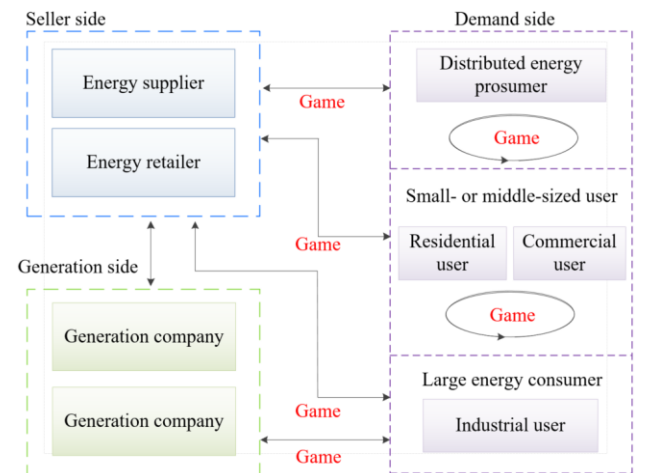 Seller side
Energy supplier
Energy retailer
Generation side
Generation company
Generation company
Game
Game
Game
Game
Demand side
Distributed energy
prosumer
Game
Small- or middle-sized user
Residential
user
Commercial
user
Game
Large energy consumer
Industrial user